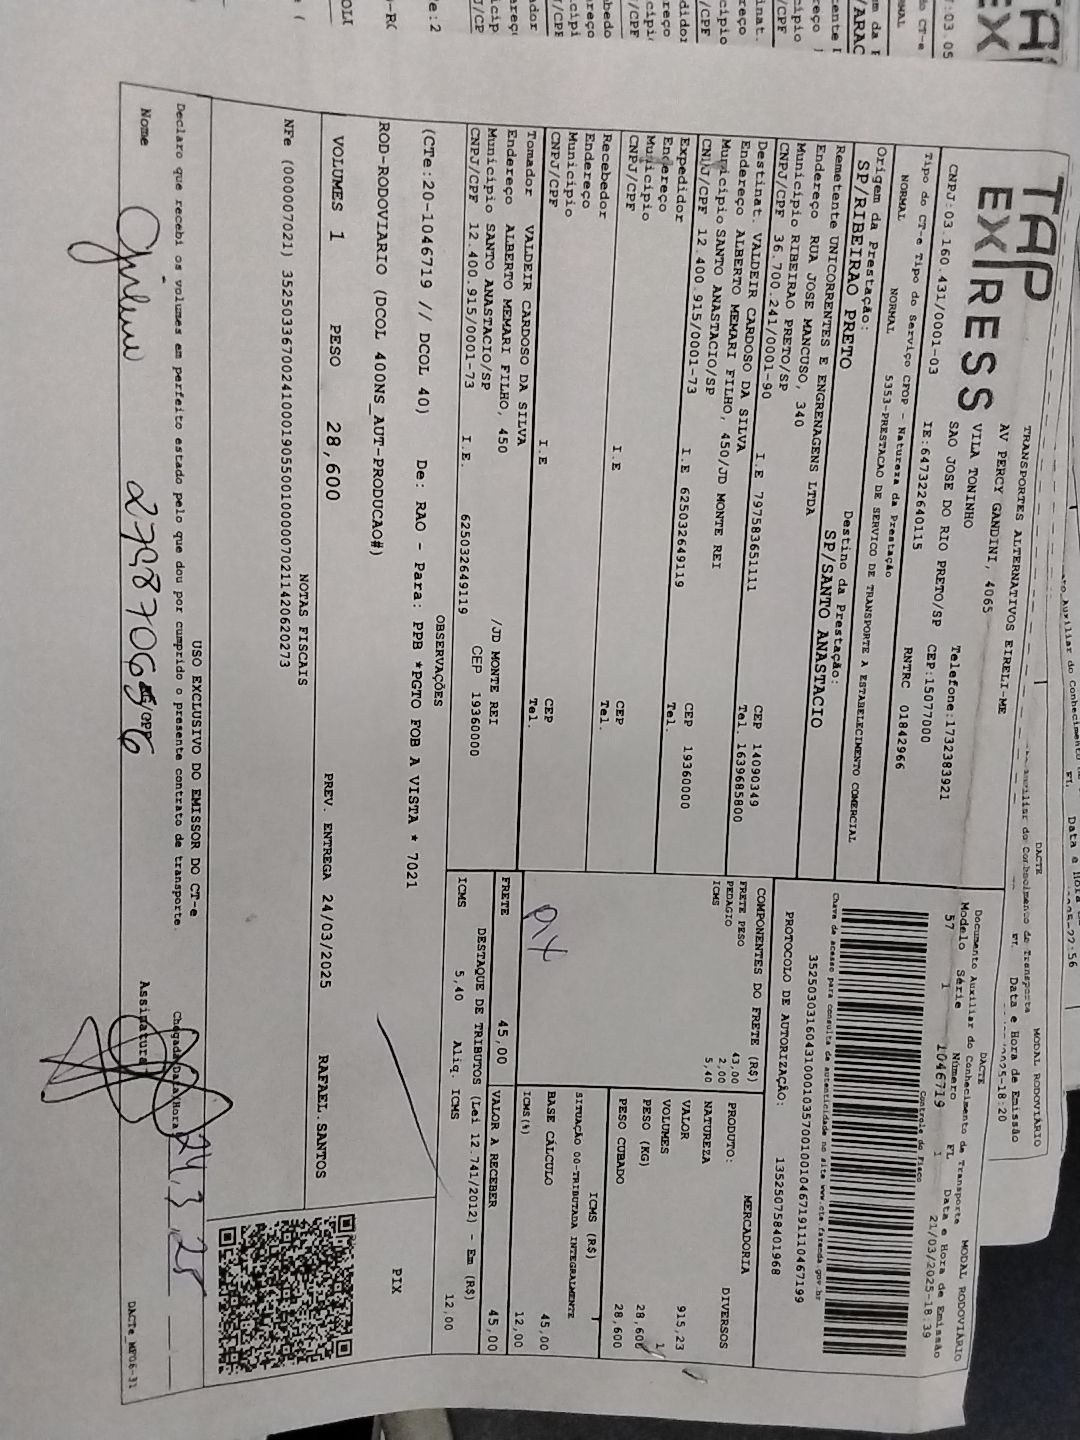 TAP
EXPRESS
TRANSPORTES ALTERNATIVOS EIRELI-ME
AV PERCY GANDINI, 4065
VILA TONINHO
SAO JOSE DO RIO PRETO/SP CEP:15077000
Telefone:1732383921
CNPJ:03.160.431/0001-03 IE:647322640115 RNTRC 01842966
DACTE MODAL RODOVIÁRIO
Documento Auxiliar do Conhecimento de Transporte
Modelo Série Número FL Data e Hora de Emissão
57 1 1046719 1 21/03/2025-18:39
Controle do Fisco
Chave de acesso para consulta de autenticidade no site www.cte.fazenda.gov.br
PROTOCOLO DE AUTORIZAÇÃO: 135250758401968
Tipo do CT-e Tipo do Serviço CFOP - Natureza da Prestação
NORMAL NORMAL 5353-PRESTACAO DE SERVICO DE TRANSPORTE A ESTABELECIMENTO COMERCIAL
Origem da Prestação: Destino da Prestação:
SP/RIBEIRAO PRETO SP/SANTO ANASTACIO
Remetente UNICORRENTES E ENGRENAGENS LTDA
Endereço RUA JOSE MANCUSO, 340
Município RIBEIRAO PRETO/SP CEP 14090349
CNPJ/CPF 36.700.241/0001-90 I.E 797583651111 Tel. 1639685800
Destinat. VALDEIR CARDOSO DA SILVA
Endereço ALBERTO MEMARI FILHO, 450/JD MONTE REI
Município SANTO ANASTACIO/SP CEP 19360000
CNPJ/CPF 12.400.915/0001-73 I.E 625032649119 Tel.
Expedidor
Endereço
Município CEP
CNPJ/CPF I.E Tel.
Recebedor
Endereço
Município CEP
CNPJ/CPF I.E Tel.
Tomador VALDEIR CARDOSO DA SILVA
Endereço ALBERTO MEMARI FILHO, 450 /JD MONTE REI
Município SANTO ANASTACIO/SP CEP 19360000
CNPJ/CPF 12.400.915/0001-73 I.E. 625032649119
COMPONENTES DO FRETE (R$)
FRETE PESO 43,00
PEDAGIO 2,00
ICMS 5,40
PIX
MERCADORIA
PRODUTO: DIVERSOS
NATUREZA
VALOR 915,23
VOLUMES 1
PESO (KG) 28,600
PESO CUBADO 28,600
ICMS (R$)
SITUAÇÃO 00-TRIBUTADA INTEGRALMENTE
BASE CÁLCULO 45,00
ICMS(%) 12,00
FRETE 45,00 VALOR A RECEBER 45,00
DESTAQUE DE TRIBUTOS (Lei 12.741/2012) - Em (R$)
ICMS 5,40 Aliq. ICMS 12,00
OBSERVAÇÕES
(CTe:20-1046719 // DCOL 40) De: RAO - Para: PPB *PGTO FOB A VISTA * 7021
ROD-RODOVIARIO (DCOL 400NS_AUT-PRODUCAO#)
PIX
VOLUMES 1 PESO 28,600 PREV. ENTREGA 24/03/2025 RAFAEL.SANTOS
NOTAS FISCAIS
NFe (000007021) 35250336700241000190550010000070211420620273
USO EXCLUSIVO DO EMISSOR DO CT-e
Declaro que recebi os volumes em perfeito estado pelo que dou por cumprido o presente contrato de transporte.
Chegada Data/Hora 24, 3, 25
Nome RG/CPF Assinatura
DACTe_MF06-31